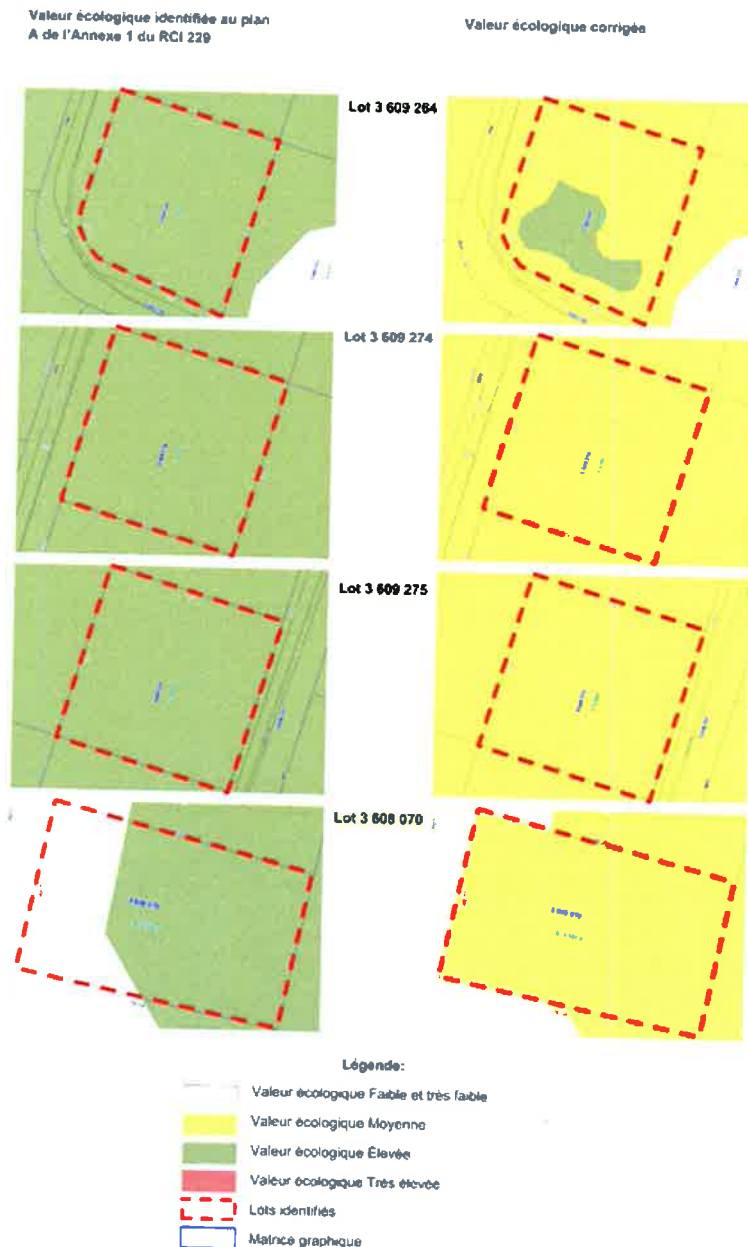 Valeur écologique identifiée au plan
A de l'Annexe 1 du RCI 229
Valeur écologique corrigée
Lot 3 609 264
Lot 3 609 274
Lot 3 609 275
Lot 3 608 070
Légende:
Valeur écologique Faible et très faible
Valeur écologique Moyenne
Valeur écologique Élevée
Valeur écologique Très élevée
Lots identifiés
Matrice graphique